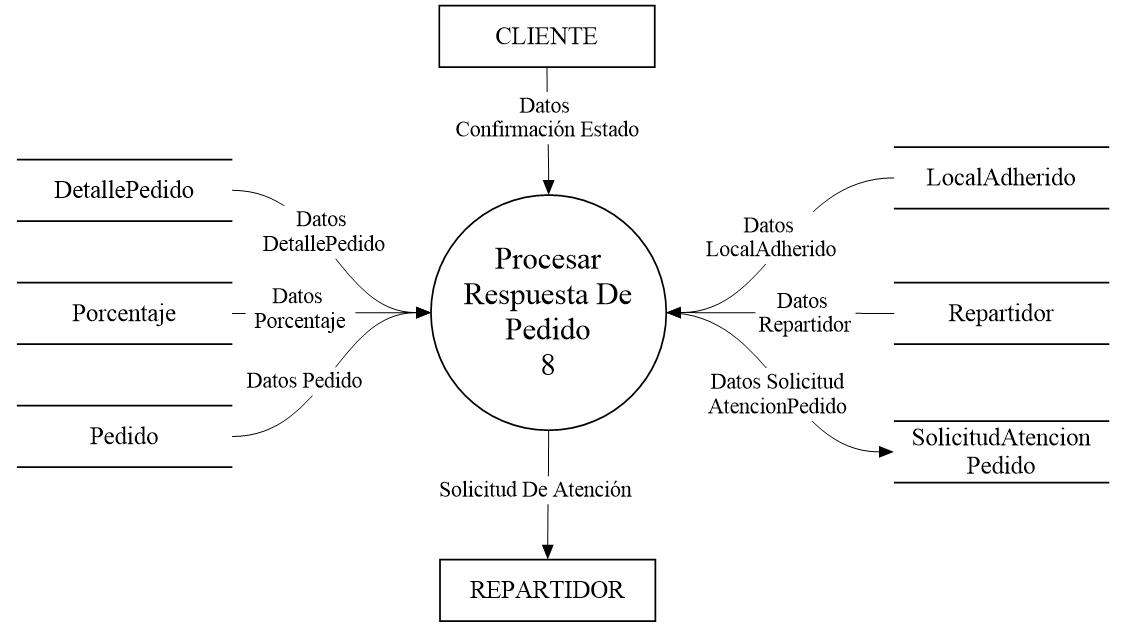 CLIENTE
Datos
Confirmación Estado
DetallePedido
Datos
DetallePedido
Porcentaje
Datos
Porcentaje
Datos Pedido
Pedido
Procesar
Respuesta De
Pedido
8
LocalAdherido
Datos
LocalAdherido
Datos
Repartidor
Repartidor
Datos Solicitud
AtencionPedido
SolicitudAtencion
Pedido
Solicitud De Atención
REPARTIDOR